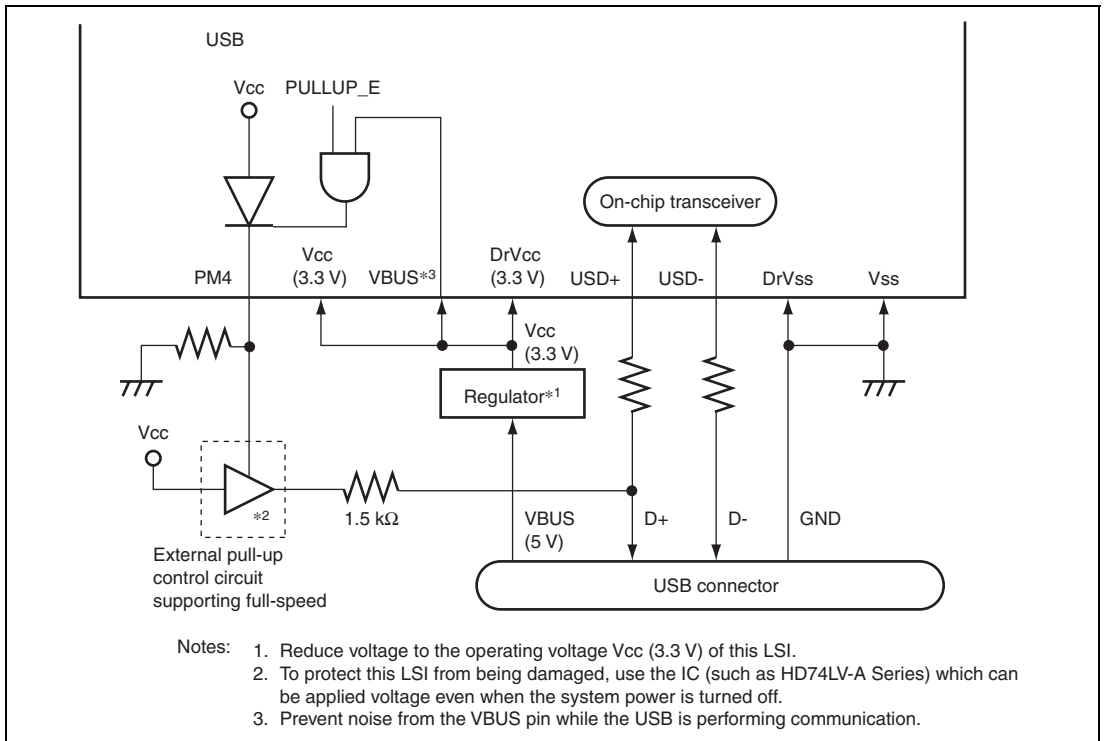 USB
Vcc PULLUP_E
On-chip transceiver
PM4
Vcc
(3.3 V)
VBUS*3
DrVcc
(3.3 V)
USD+
USD-
DrVss
Vss
Vcc
(3.3 V)
Regulator*1
Vcc
*2
1.5 kΩ
VBUS
(5 V)
D+
D-
GND
External pull-up
control circuit
supporting full-speed
USB connector
Notes: 1. Reduce voltage to the operating voltage Vcc (3.3 V) of this LSI.
2. To protect this LSI from being damaged, use the IC (such as HD74LV-A Series) which can
be applied voltage even when the system power is turned off.
3. Prevent noise from the VBUS pin while the USB is performing communication.